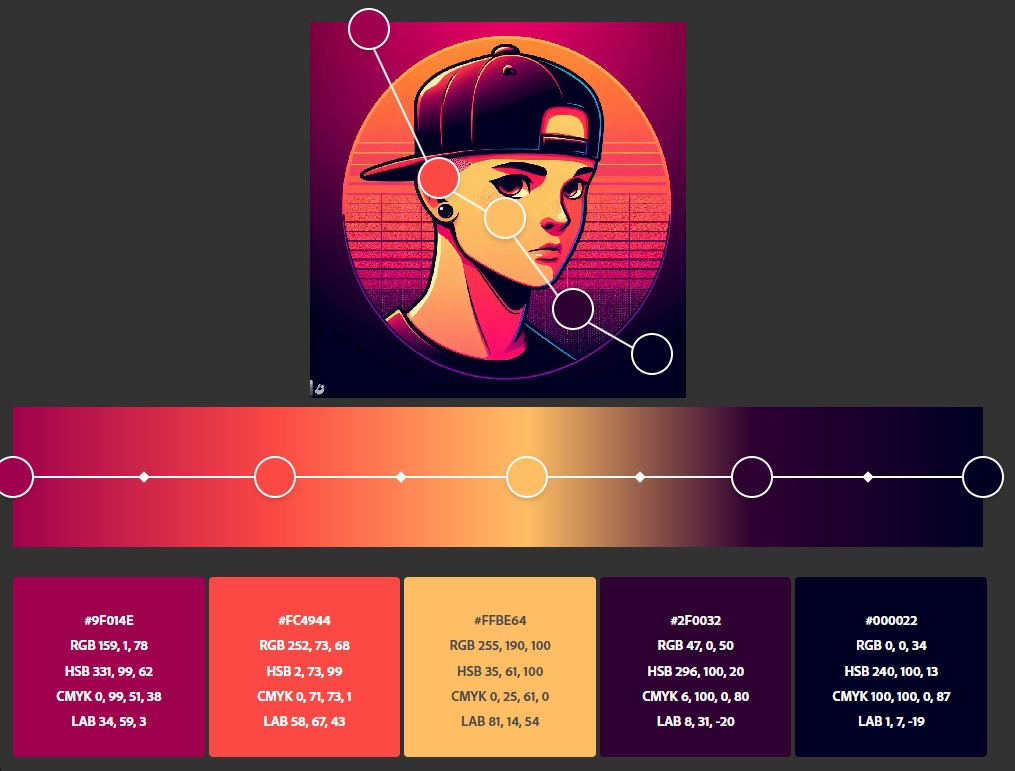 #9F014E
RGB 159, 1, 78
HSB 331, 99, 62
CMYK 0, 99, 51, 38
LAB 34, 59, 3
#FC4944
RGB 252, 73, 68
HSB 2, 73, 99
CMYK 0, 71, 73, 1
LAB 58, 67, 43
#FFBE64
RGB 255, 190, 100
HSB 35, 61, 100
CMYK 0, 25, 61, 0
LAB 81, 14, 54
#2F0032
RGB 47, 0, 50
HSB 296, 100, 20
CMYK 6, 100, 0, 80
LAB 8, 31, -20
#000022
RGB 0, 0, 34
HSB 240, 100, 13
CMYK 100, 100, 0, 87
LAB 1, 7, -19